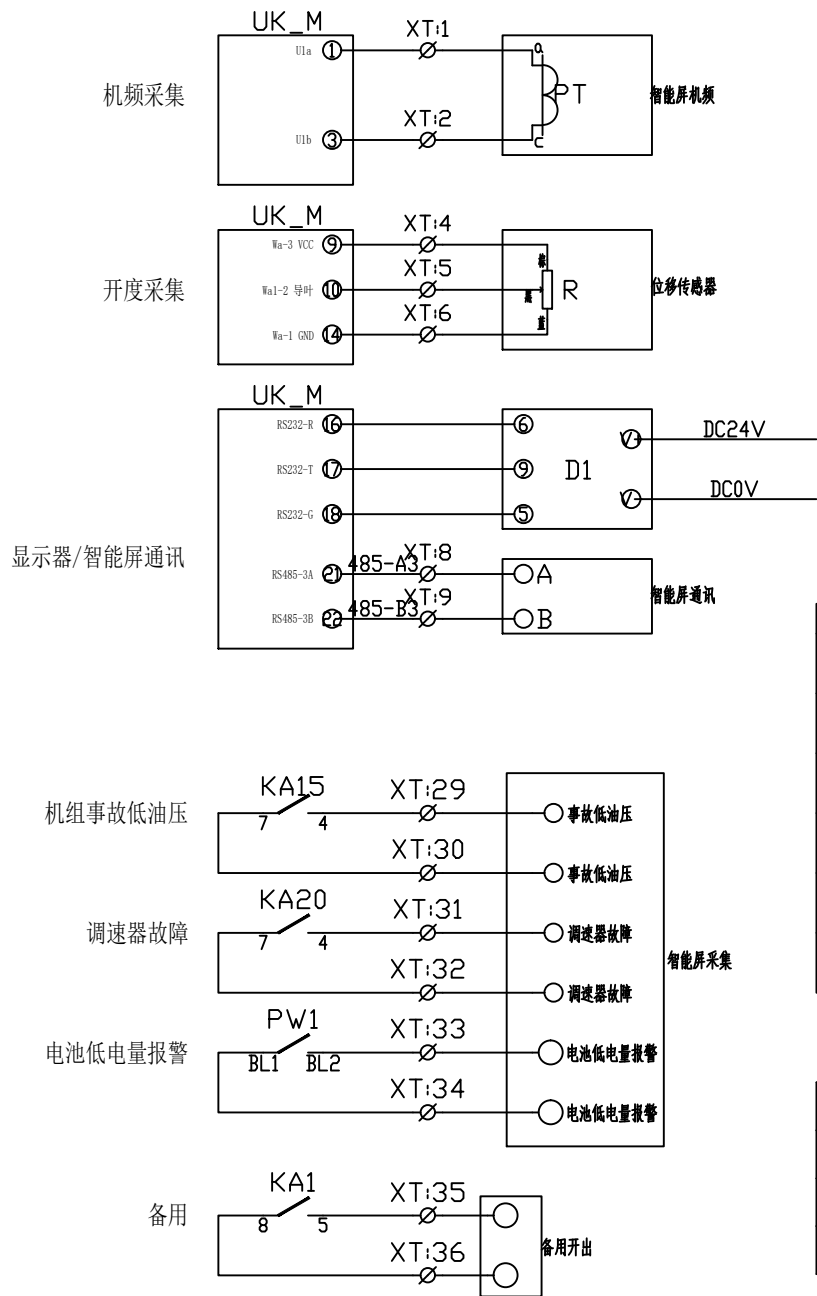 UK_M
XT:1
U1a
1
a
机频采集
PT
智能屏机频
XT:2
U1b
3
c
UK_M
XT:4
Wa-3 VCC
9
棕
开度采集
XT:5
Wa1-2 导叶
10
R
位移传感器
XT:6
Wa-1 GND
14
蓝
UK_M
RS232-R
16
6
V+
DC24V
RS232-T
17
9
D1
RS232-G
18
5
V-
DC0V
显示器/智能屏通讯
RS485-3A
21
485-A3
XT:8
A
智能屏通讯
RS485-3B
22
485-B3
XT:9
B
机组事故低油压
KA15
7
4
XT:29
事故低油压
XT:30
事故低油压
调速器故障
KA20
7
4
XT:31
调速器故障
智能屏采集
XT:32
调速器故障
电池低电量报警
PW1
BL1
BL2
XT:33
电池低电量报警
XT:34
电池低电量报警
备用
KA1
8
5
XT:35
备用开出
XT:36